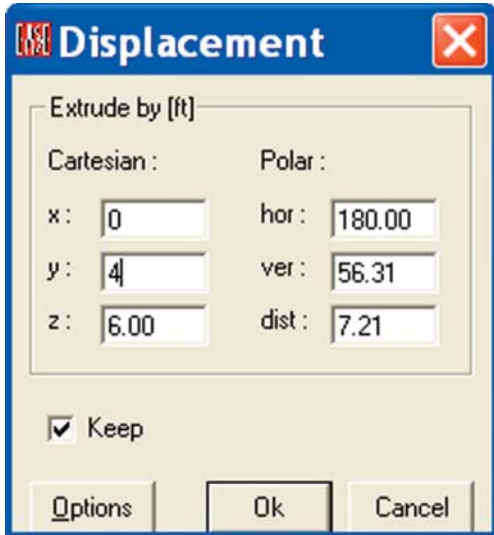 Displacement
Extrude by [ft]
Cartesian : Polar :
x : 0 hor : 180.00
y : 4 ver : 56.31
z : 6.00 dist : 7.21
Keep
Options Ok Cancel